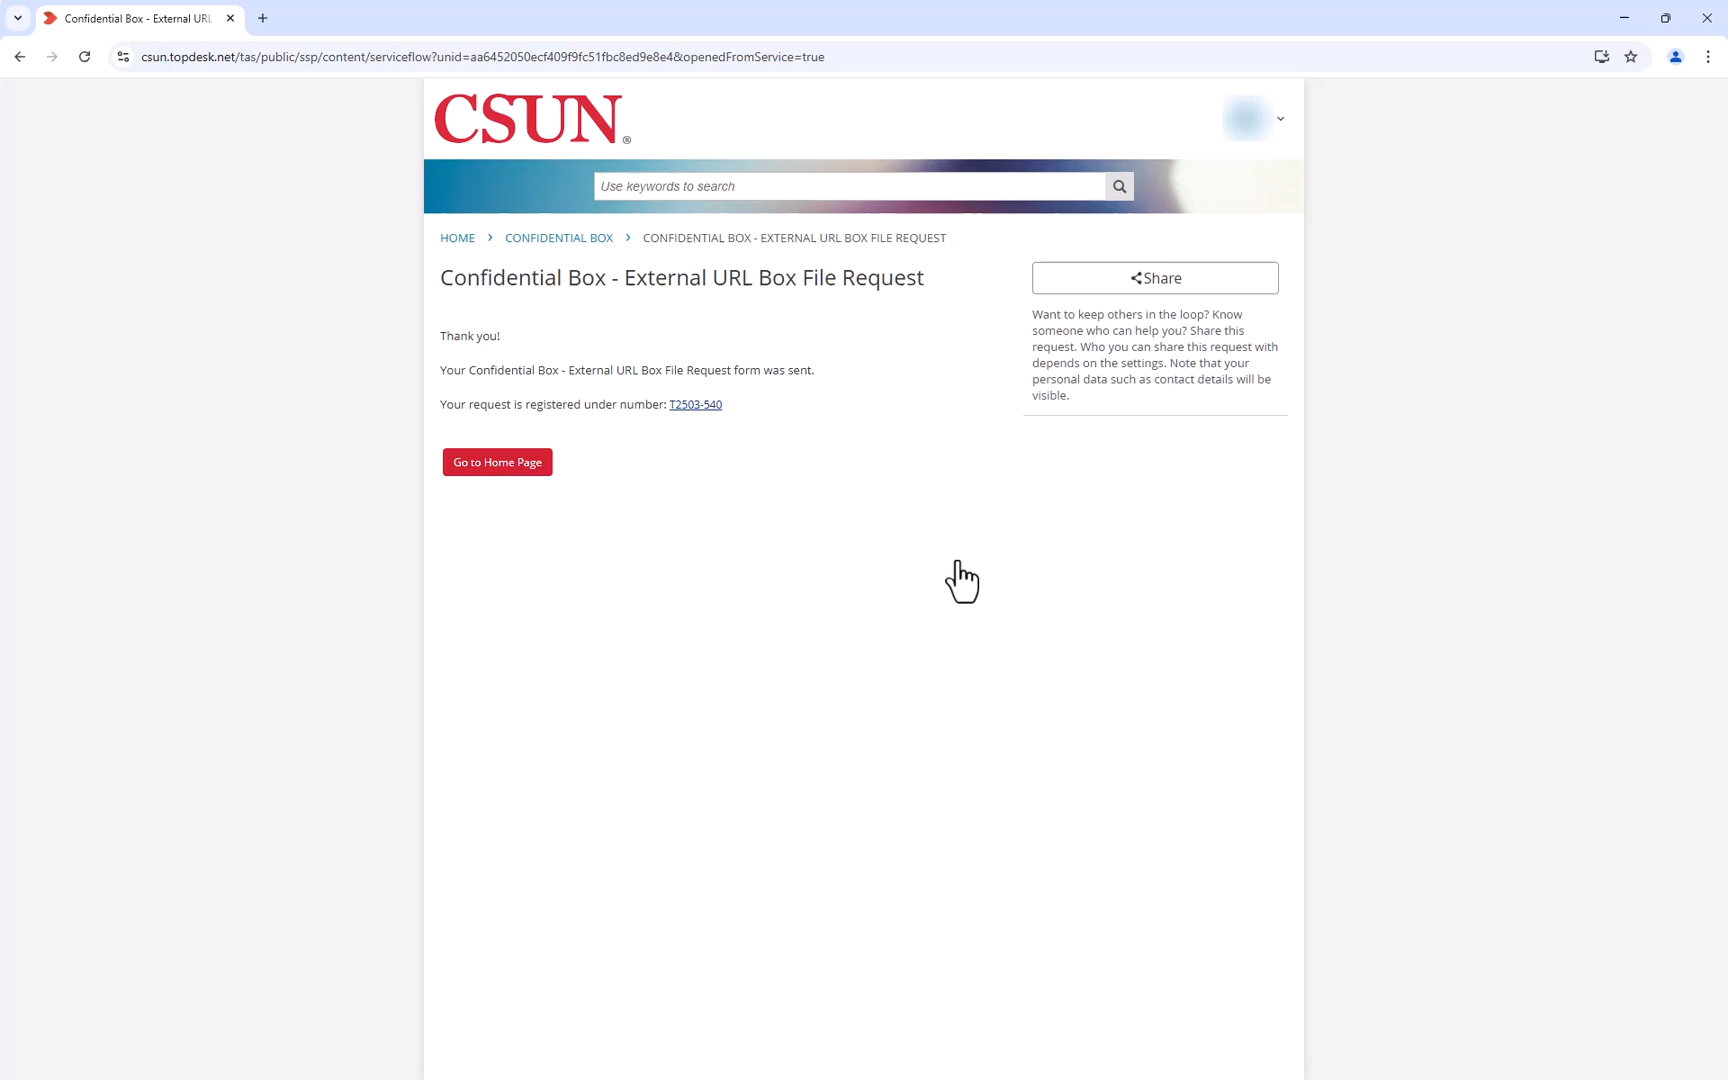 Confidential Box - External URL
csun.topdesk.net/tas/public/ssp/content/serviceflow?unid=aa6452050ecf409f9fc51fbc8ed9e8e4&openedFromService=true
CSUN®
Use keywords to search
HOME > CONFIDENTIAL BOX > CONFIDENTIAL BOX - EXTERNAL URL BOX FILE REQUEST
Confidential Box - External URL Box File Request
Thank you!
Your Confidential Box - External URL Box File Request form was sent.
Your request is registered under number: T2503-540
Go to Home Page
Share
Want to keep others in the loop? Know
someone who can help you? Share this
request. Who you can share this request with
depends on the settings. Note that your
personal data such as contact details will be
visible.